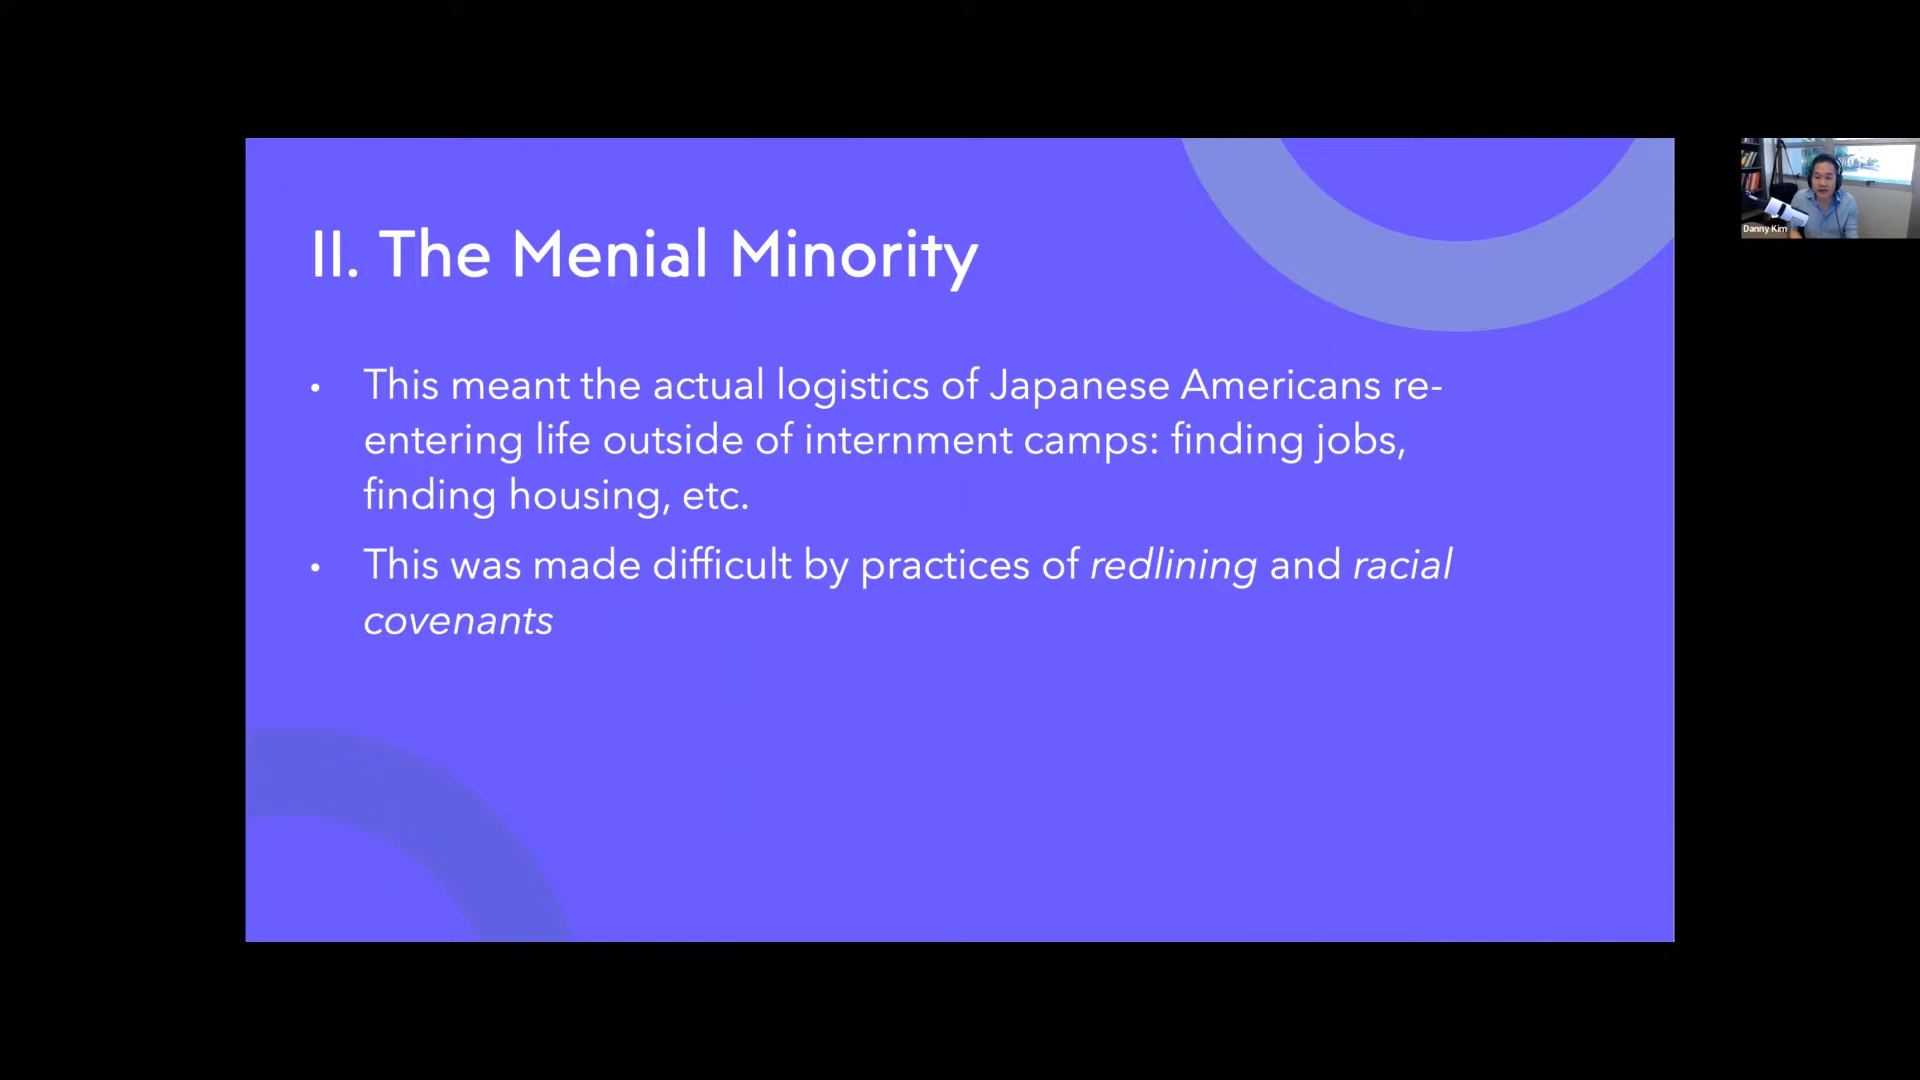 II. The Menial Minority
• This meant the actual logistics of Japanese Americans re-
entering life outside of internment camps: finding jobs,
finding housing, etc.
• This was made difficult by practices of redlining and racial
covenants
Danny Kim